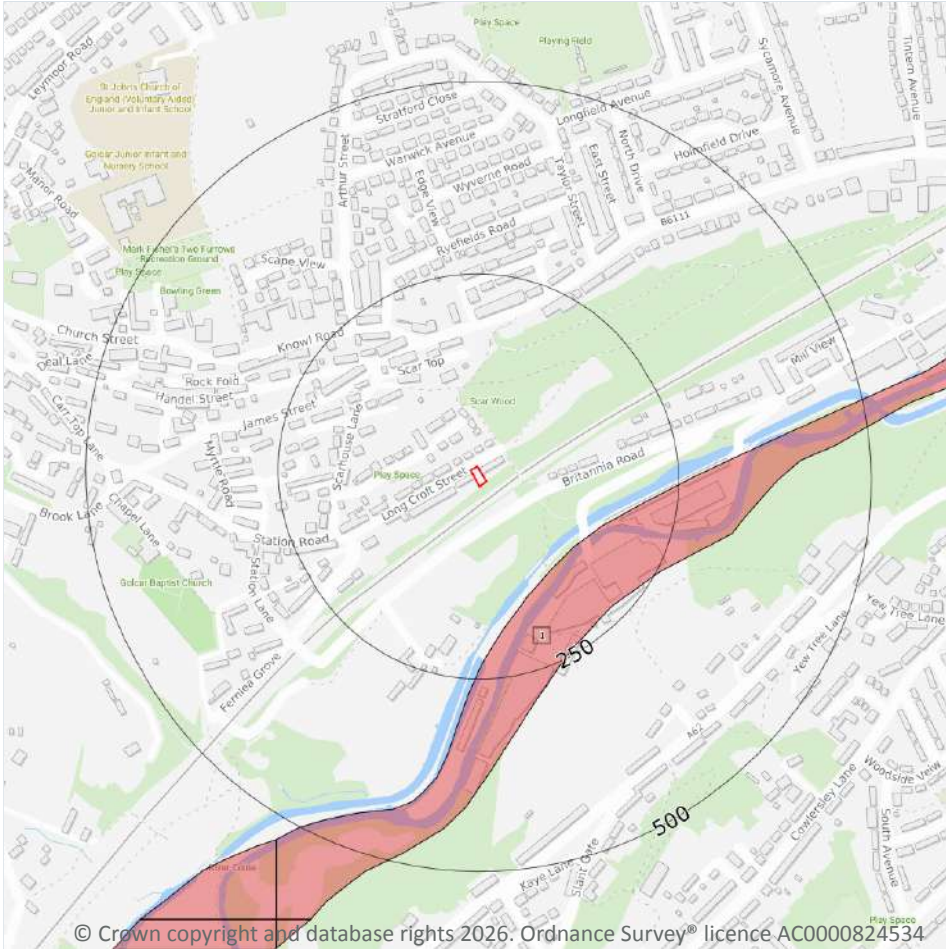 Play Space
Playing Field
Leymoor Road
St John's Church of
England (Voluntary Aided)
Junior and Infant School
Stratford Close
Longfield Avenue
Sycamore Avenue
Tintern Avenue
Golcar Junior Infant and
Nursery School
Manor Road
Arthur Street
Warwick Avenue
Edge View
Wyverne Road
Taylor Street
East Street
North Drive
Holmfield Drive
B6111
Ryefields Road
Mark Fisher's Two Furrows
Recreation Ground
Play Space
Scape View
Bowling Green
Church Street
Knowl Road
Deal Lane
Scar Top
Mill View
Rock Fold
Handel Street
James Street
Scar Wood
Carr Top Lane
Scarhouse Lane
Myrtle Road
Play Space
Long Croft Street
Britannia Road
Brook Lane
Chapel Lane
Station Road
Station Lane
Golcar Baptist Church
Yew Tree Lane
Yew Tree Lane
1
250
Fernlea Grove
A62
Woodside View
500
Cowlersley Lane
South Avenue
River Colne
Kaye Lane
Slant Gate
Play Space
© Crown copyright and database rights 2026. Ordnance Survey® licence AC0000824534